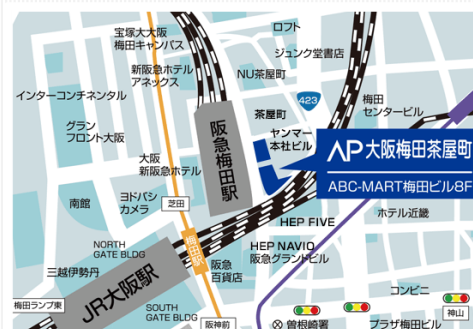 宝塚大大阪
梅田キャンパス
ロフト
ジュンク堂書店
新阪急ホテル
アネックス
NU茶屋町
インターコンチネンタル
423
梅田
センタービル
茶屋町
グラン
フロント大阪
阪急梅田駅
ヤンマー
本社ビル
AP大阪梅田茶屋町
ABC-MART梅田ビル8F
大阪
新阪急ホテル
南館
ヨドバシ
カメラ
芝田
HEP FIVE
ホテル近畿
梅田駅
NORTH
GATE BLDG
HEP NAVIO
阪急グランドビル
三越伊勢丹
阪急
百貨店
JR大阪駅
コンビニ
梅田ランプ東
SOUTH
GATE BLDG
神山
阪神前
曽根崎署
プラザ梅田ビル